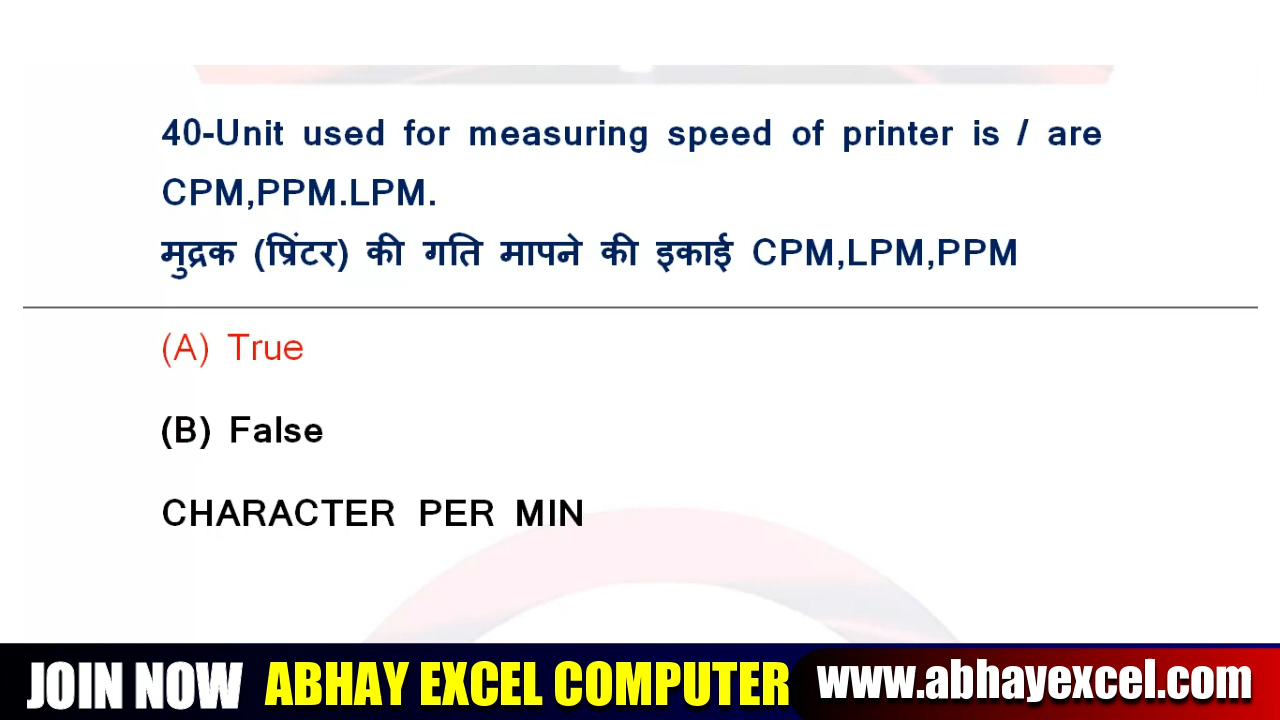 40-Unit used for measuring speed of printer is / are
CPM,PPM.LPM.
मुद्रक (प्रिंटर) की गति मापने की इकाई CPM,LPM,PPM
(A) True
(B) False
CHARACTER PER MIN
JOIN NOW ABHAY EXCEL COMPUTER www.abhayexcel.com